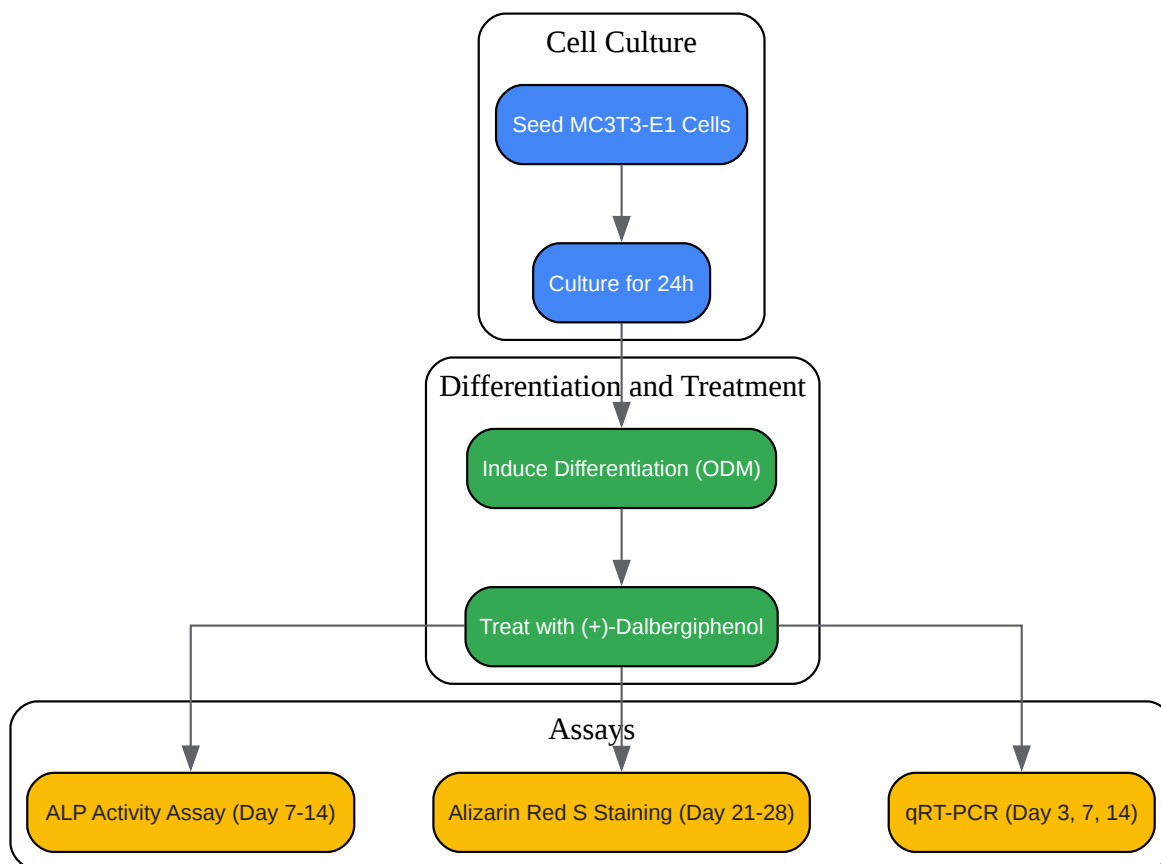 Cell Culture
Seed MC3T3-E1 Cells
Culture for 24h
Differentiation and Treatment
Induce Differentiation (ODM)
Treat with (+)-Dalbergiphenol
Assays
ALP Activity Assay (Day 7-14)
Alizarin Red S Staining (Day 21-28)
qRT-PCR (Day 3, 7, 14)